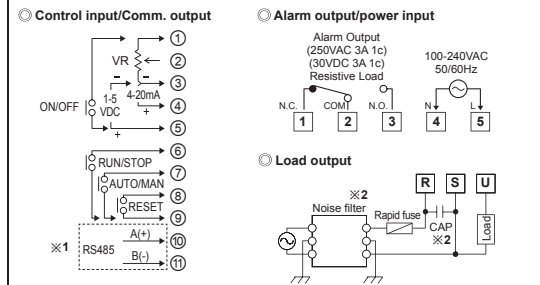 ◎ Control input/Comm. output
①
VR
②
③
1-5
VDC
4-20mA
④
ON/OFF
- 
-
+
+
⑤
⑥
RUN/STOP
⑦
AUTO/MAN
⑧
RESET
⑨
※1
RS485
A(+)
⑩
B(-)
⑪
◎ Alarm output/power input
Alarm Output
(250VAC 3A 1c)
(30VDC 3A 1c)
Resistive Load
N.C.
COM
N.O.
1
2
3
100-240VAC
50/60Hz
N
L
4
5
◎ Load output
R
S
U
※2
Noise filter
Rapid fuse
CAP
※2
Load